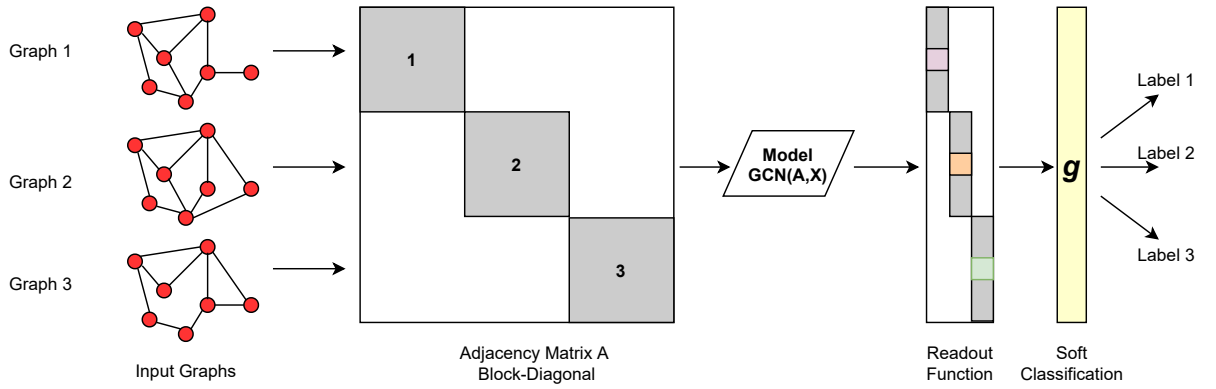 Graph 1
Graph 2
Graph 3
Input Graphs
1
2
3
Adjacency Matrix A
Block-Diagonal
Model
GCN(A,X)
Readout
Function
g
Soft
Classification
Label 1
Label 2
Label 3